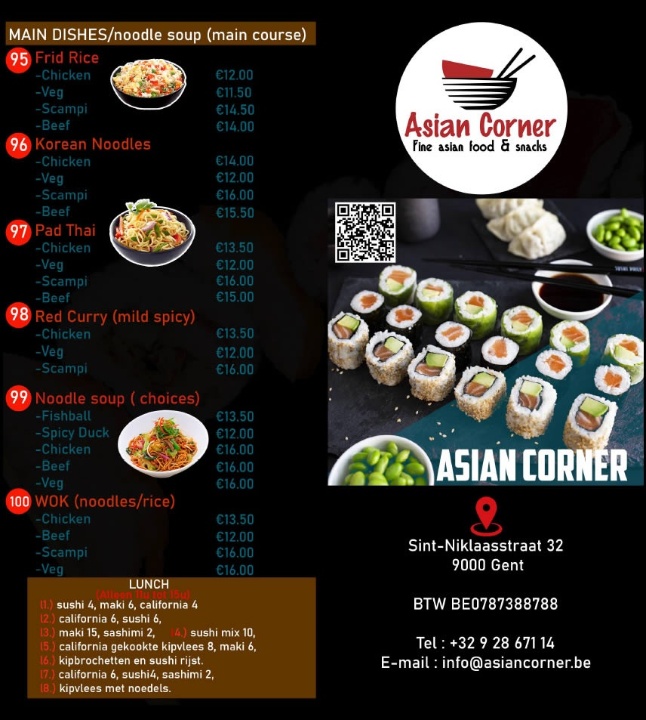 MAIN DISHES/noodle soup (main course)
95 Frid Rice
-Chicken €12.00
-Veg €11.50
-Scampi €14.50
-Beef €14.00
96 Korean Noodles
-Chicken €14.00
-Veg €12.00
-Scampi €16.00
-Beef €15.50
97 Pad Thai
-Chicken €13.50
-Veg €12.00
-Scampi €16.00
-Beef €15.00
98 Red Curry (mild spicy)
-Chicken €13.50
-Veg €12.00
-Scampi €16.00
99 Noodle soup ( choices)
-Fishball €13.50
-Spicy Duck €12.00
-Chicken €16.00
-Beef €16.00
-Veg €16.00
100 WOK (noodles/rice)
-Chicken €13.50
-Beef €12.00
-Scampi €16.00
-Veg €16.00
LUNCH
(Alleen 11u tot 15u)
(1.) sushi 4, maki 6, california 4
(2.) california 6, sushi 6,
(3.) maki 15, sashimi 2, (4.) sushi mix 10,
(5.) california gekookte kipvlees 8, maki 6,
(6.) kipbrochetten en sushi rijst.
(7.) california 6, sushi4, sashimi 2,
(8.) kipvlees met noedels.
Asian Corner
Fine asian food & snacks
ASIAN CORNER
Sint-Niklaasstraat 32
9000 Gent
BTW BE0787388788
Tel : +32 9 28 671 14
E-mail : info@asiancorner.be